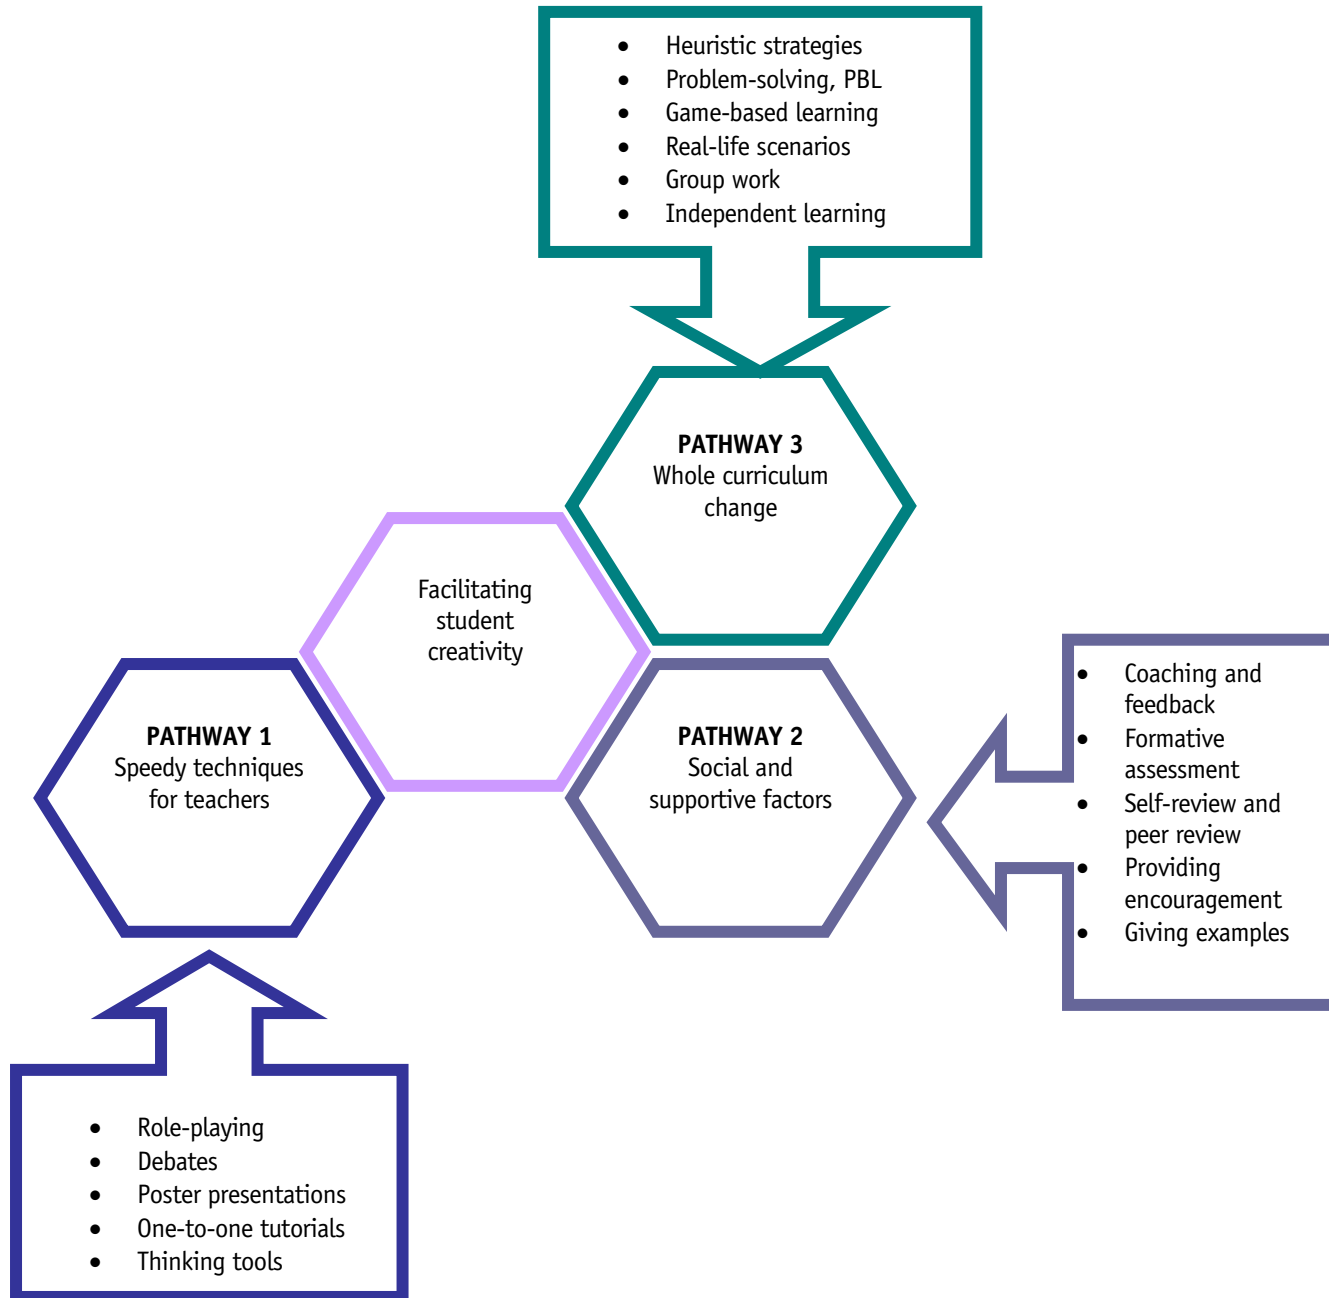 • Heuristic strategies
• Problem-solving, PBL
• Game-based learning
• Real-life scenarios
• Group work
• Independent learning
PATHWAY 3
Whole curriculum
change
Facilitating
student
creativity
PATHWAY 1
Speedy techniques
for teachers
PATHWAY 2
Social and
supportive factors
• Coaching and
feedback
• Formative
assessment
• Self-review and
peer review
• Providing
encouragement
• Giving examples
• Role-playing
• Debates
• Poster presentations
• One-to-one tutorials
• Thinking tools